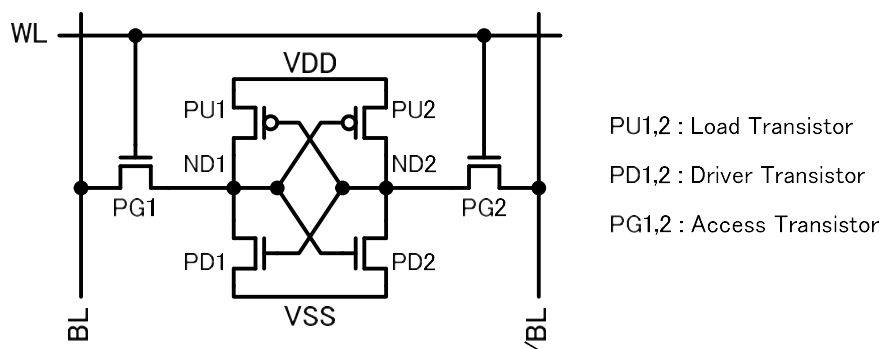 WL
VDD
PU1
PU2
ND1
ND2
PG1
PG2
PD1
PD2
VSS
BL
/BL
PU1,2 : Load Transistor
PD1,2 : Driver Transistor
PG1,2 : Access Transistor